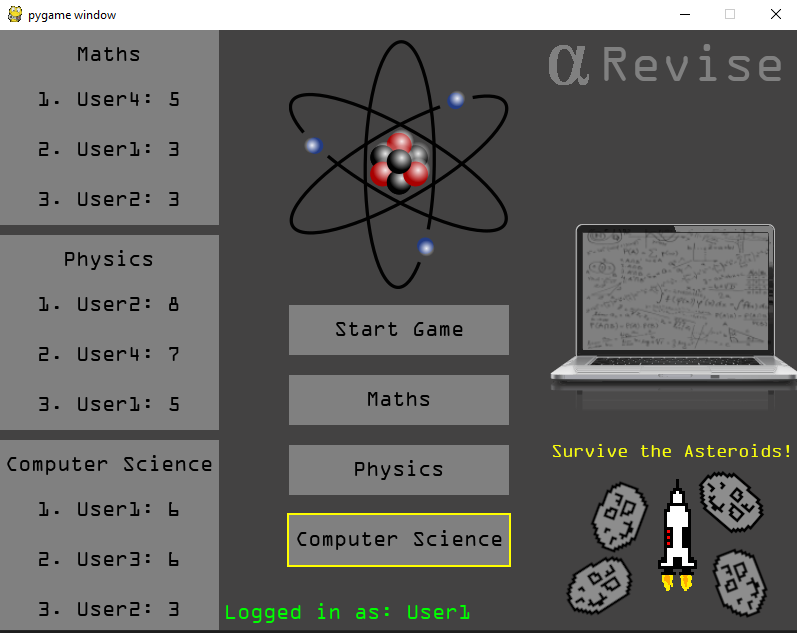 pygame window
Maths
1. User4: 5
2. User1: 3
3. User2: 3
Physics
1. User2: 8
2. User4: 7
3. User1: 5
Computer Science
1. User1: 6
2. User3: 6
3. User2: 3
Start Game
Maths
Physics
Computer Science
Logged in as: User1
αRevise
Survive the Asteroids!